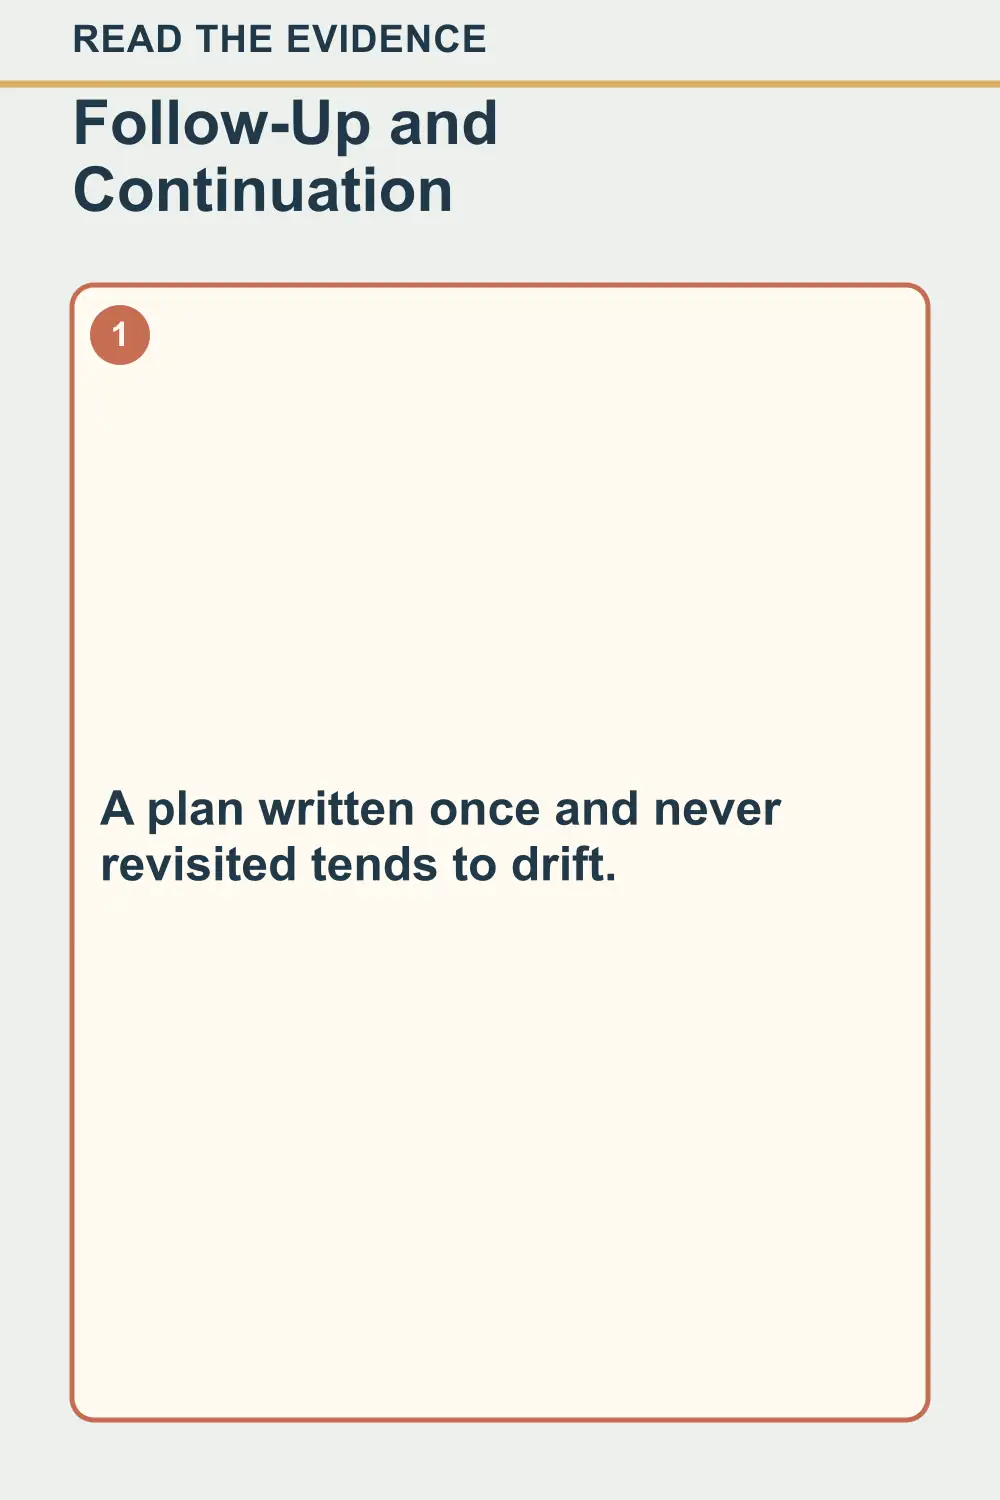 READ THE EVIDENCE
Follow-Up and
Continuation
1
A plan written once and never
revisited tends to drift.